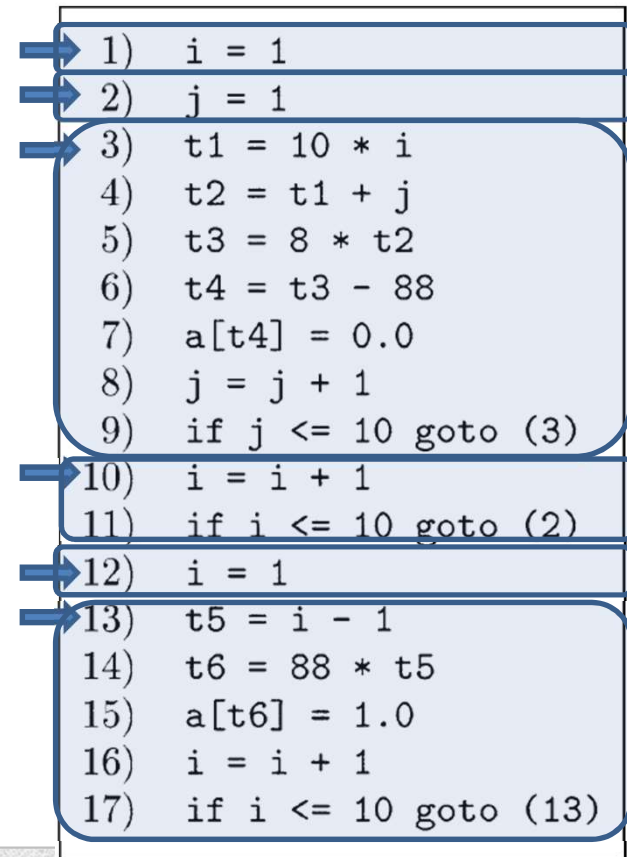 1) i = 1
2) j = 1
3) t1 = 10 * i
4) t2 = t1 + j
5) t3 = 8 * t2
6) t4 = t3 - 88
7) a[t4] = 0.0
8) j = j + 1
9) if j <= 10 goto (3)
10) i = i + 1
11) if i <= 10 goto (2)
12) i = 1
13) t5 = i - 1
14) t6 = 88 * t5
15) a[t6] = 1.0
16) i = i + 1
17) if i <= 10 goto (13)